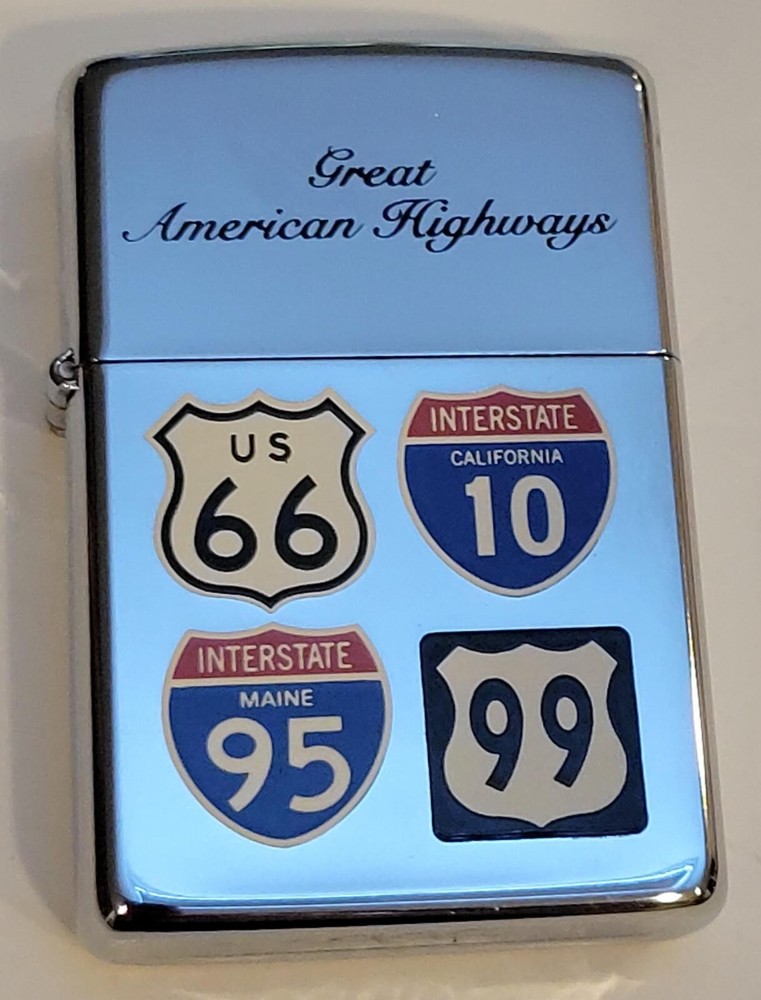 Great
American Highways
US
66
INTERSTATE
CALIFORNIA
10
INTERSTATE
MAINE
95
99